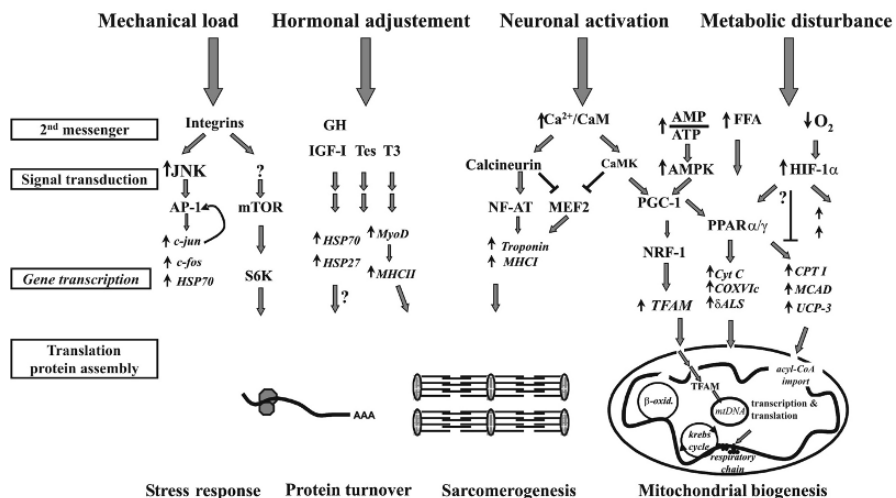 Mechanical load Hormonal adjustement Neuronal activation Metabolic disturbance
2nd messenger
Integrins
GH
Ca2+/CaM
AMP
ATP
FFA
O2
IGF-I Tes T3
Signal transduction
JNK
?
Calcineurin
CaMK
AMPK
HIF-1α
?
AP-1
mTOR
NF-AT
MEF2
PGC-1
PPARα/γ
c-jun
c-fos
HSP70
HSP70
HSP27
MyoD
MHCII
Troponin
MHCI
NRF-1
Gene transcription
S6K
?
TFAM
Cyt C
COXVIc
δALS
CPT I
MCAD
UCP-3
Translation
protein assembly
AAA
TFAM
acyl-CoA
import
β-oxid.
mtDNA
transcription &
translation
krebs
cycle
respiratory
chain
Stress response Protein turnover Sarcomerogenesis Mitochondrial biogenesis